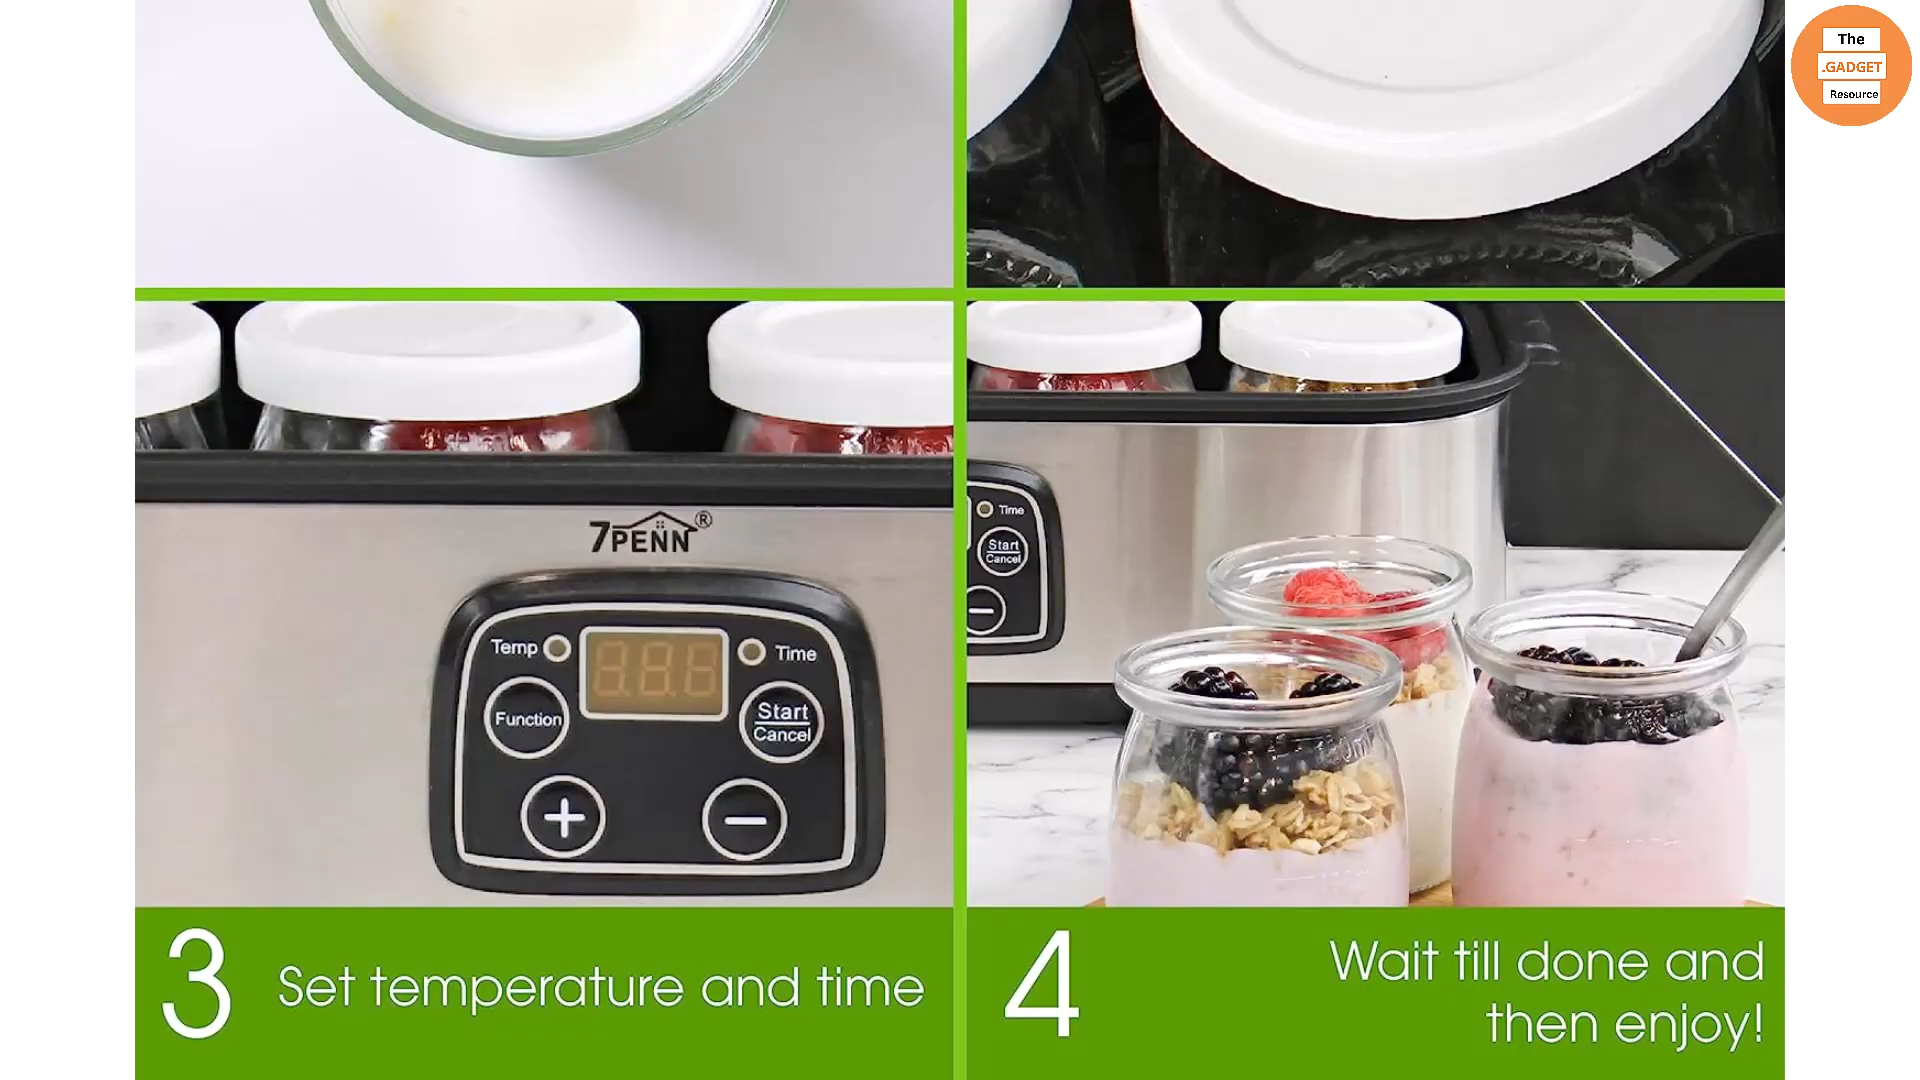 The
.GADGET
Resource
7PENN®
Temp
Time
Function
Start
Cancel
Time
Start
Cancel
3 Set temperature and time
4 Wait till done and
then enjoy!